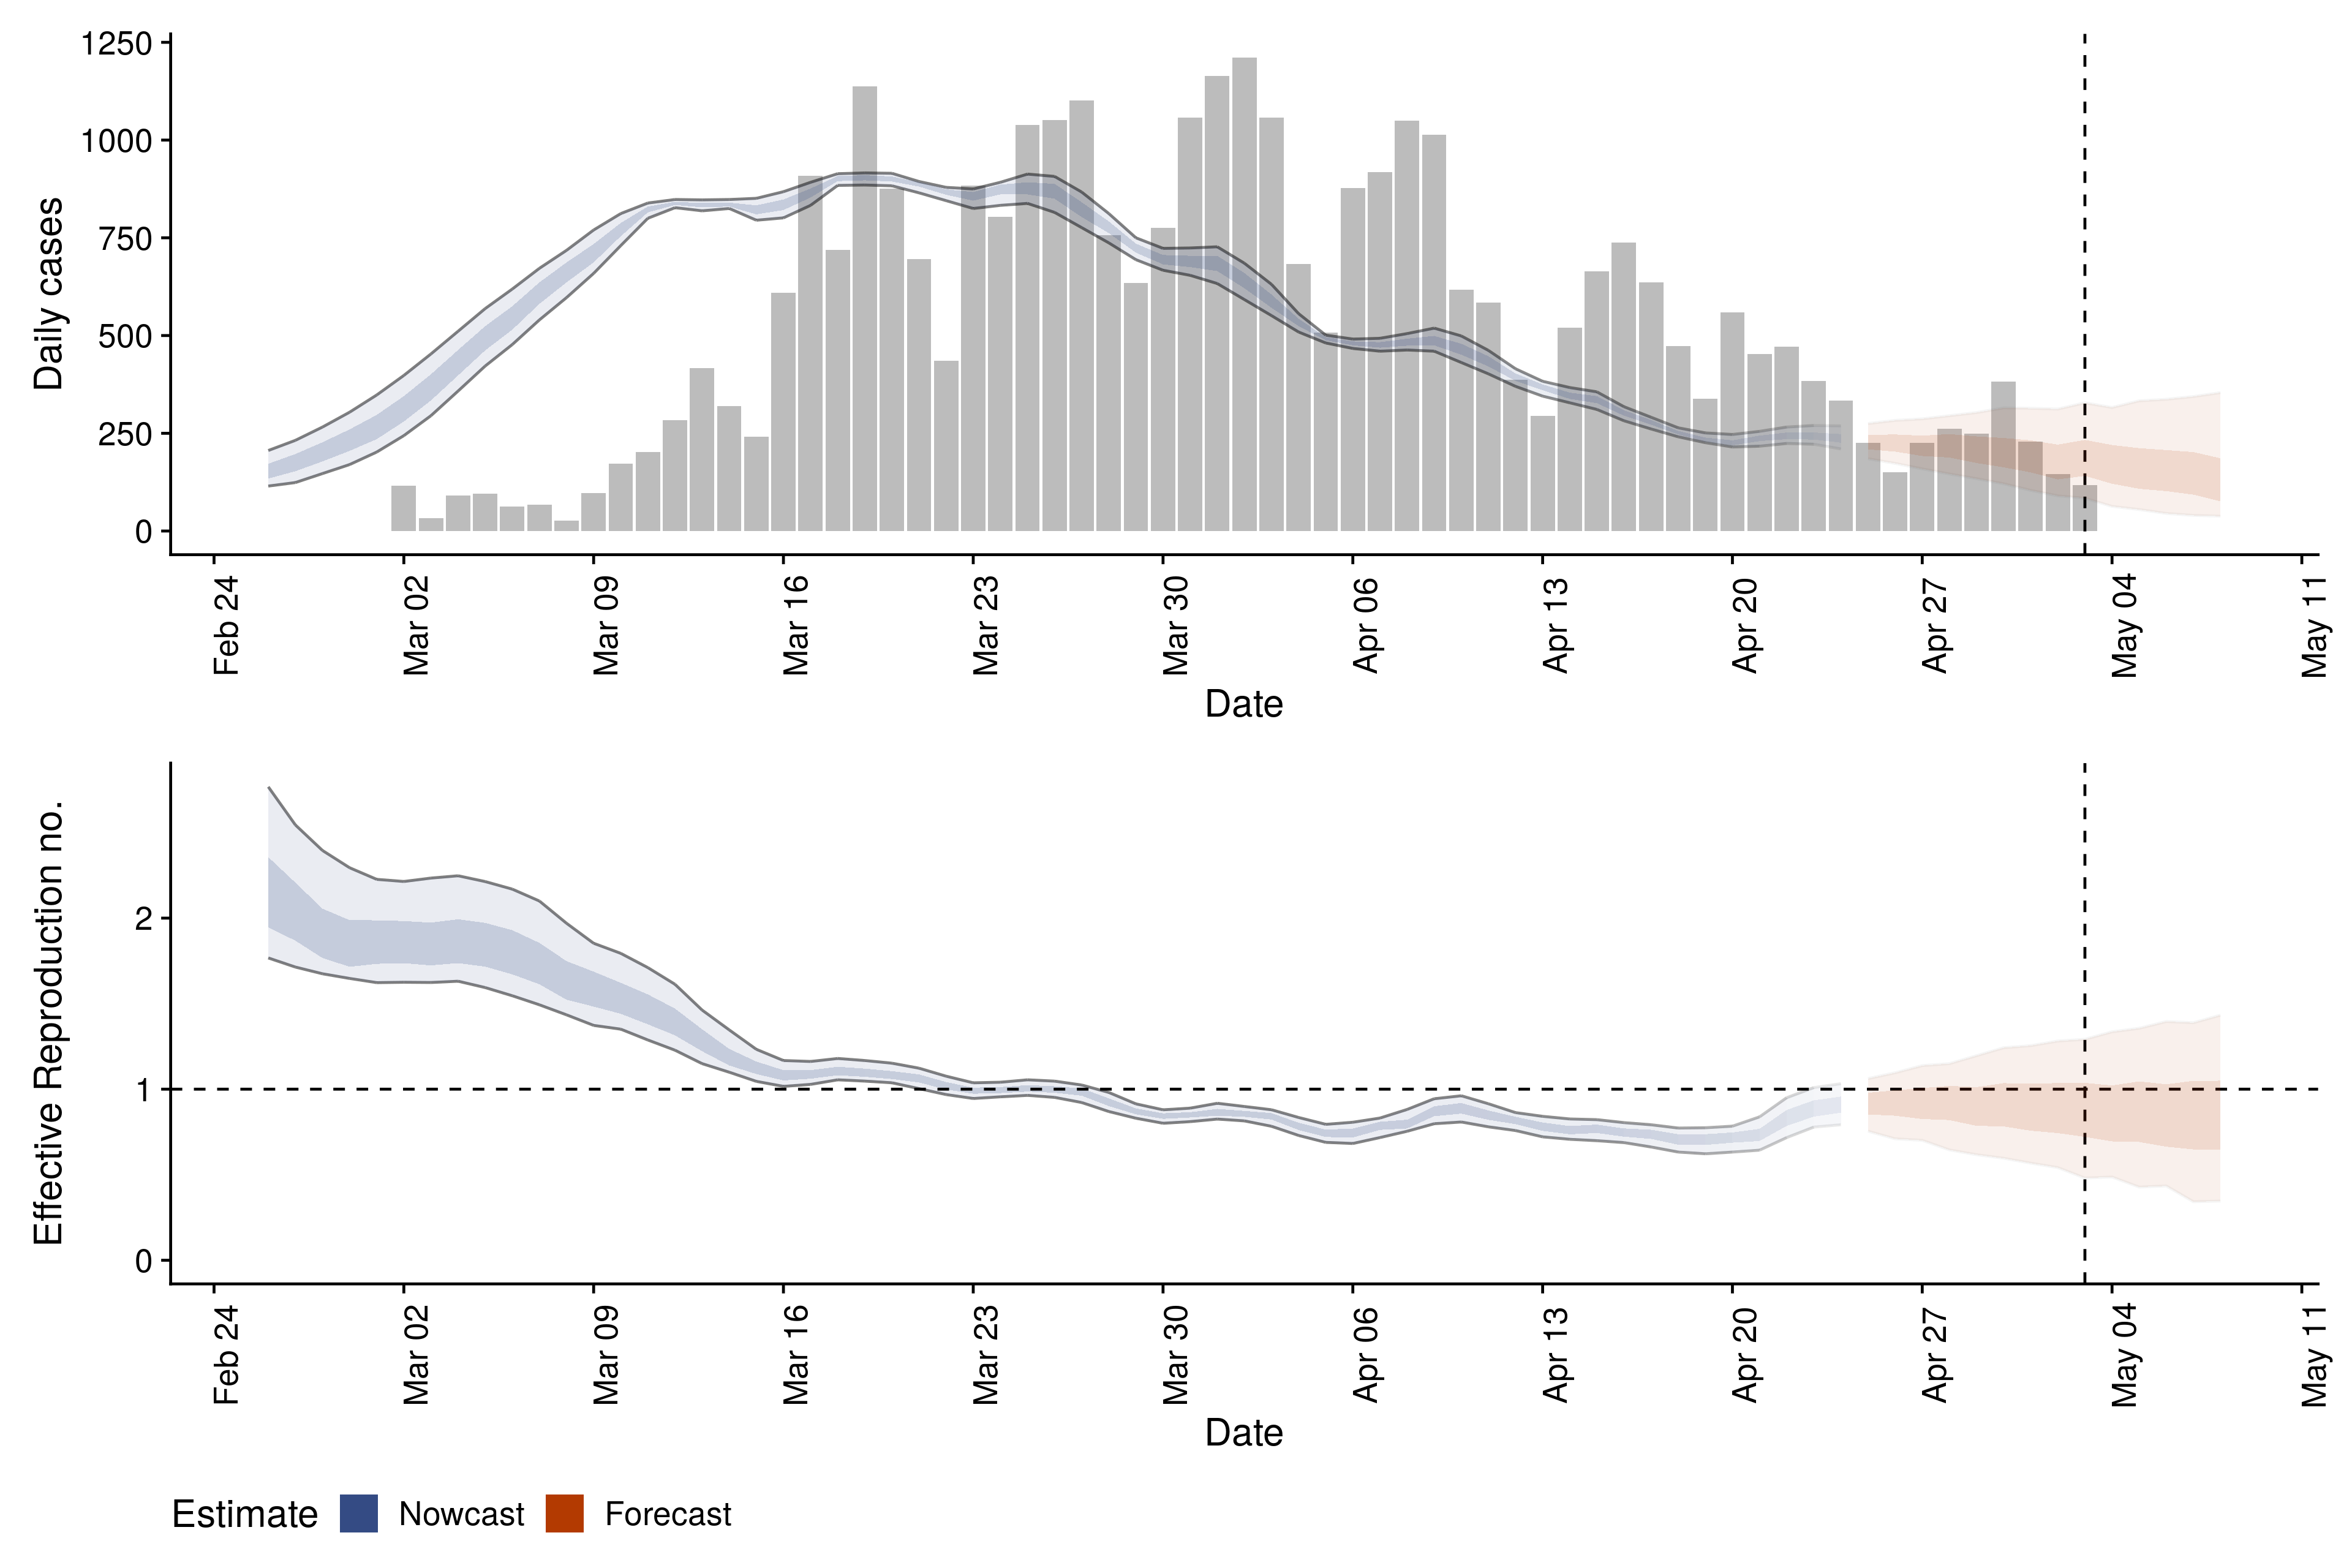 Daily cases
1250
1000
750
500
250
0
Feb 24
Mar 02
Mar 09
Mar 16
Mar 23
Mar 30
Apr 06
Apr 13
Apr 20
Apr 27
May 04
May 11
Date
Effective Reproduction no.
2
1
0
Feb 24
Mar 02
Mar 09
Mar 16
Mar 23
Mar 30
Apr 06
Apr 13
Apr 20
Apr 27
May 04
May 11
Date
Estimate Nowcast Forecast